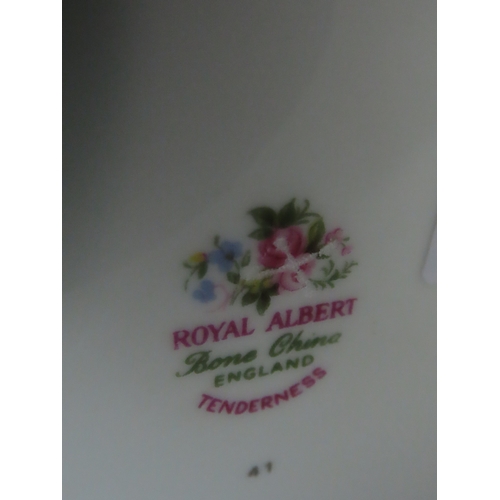 ROYAL ALBERT
Bone China
ENGLAND
TENDERNESS
41